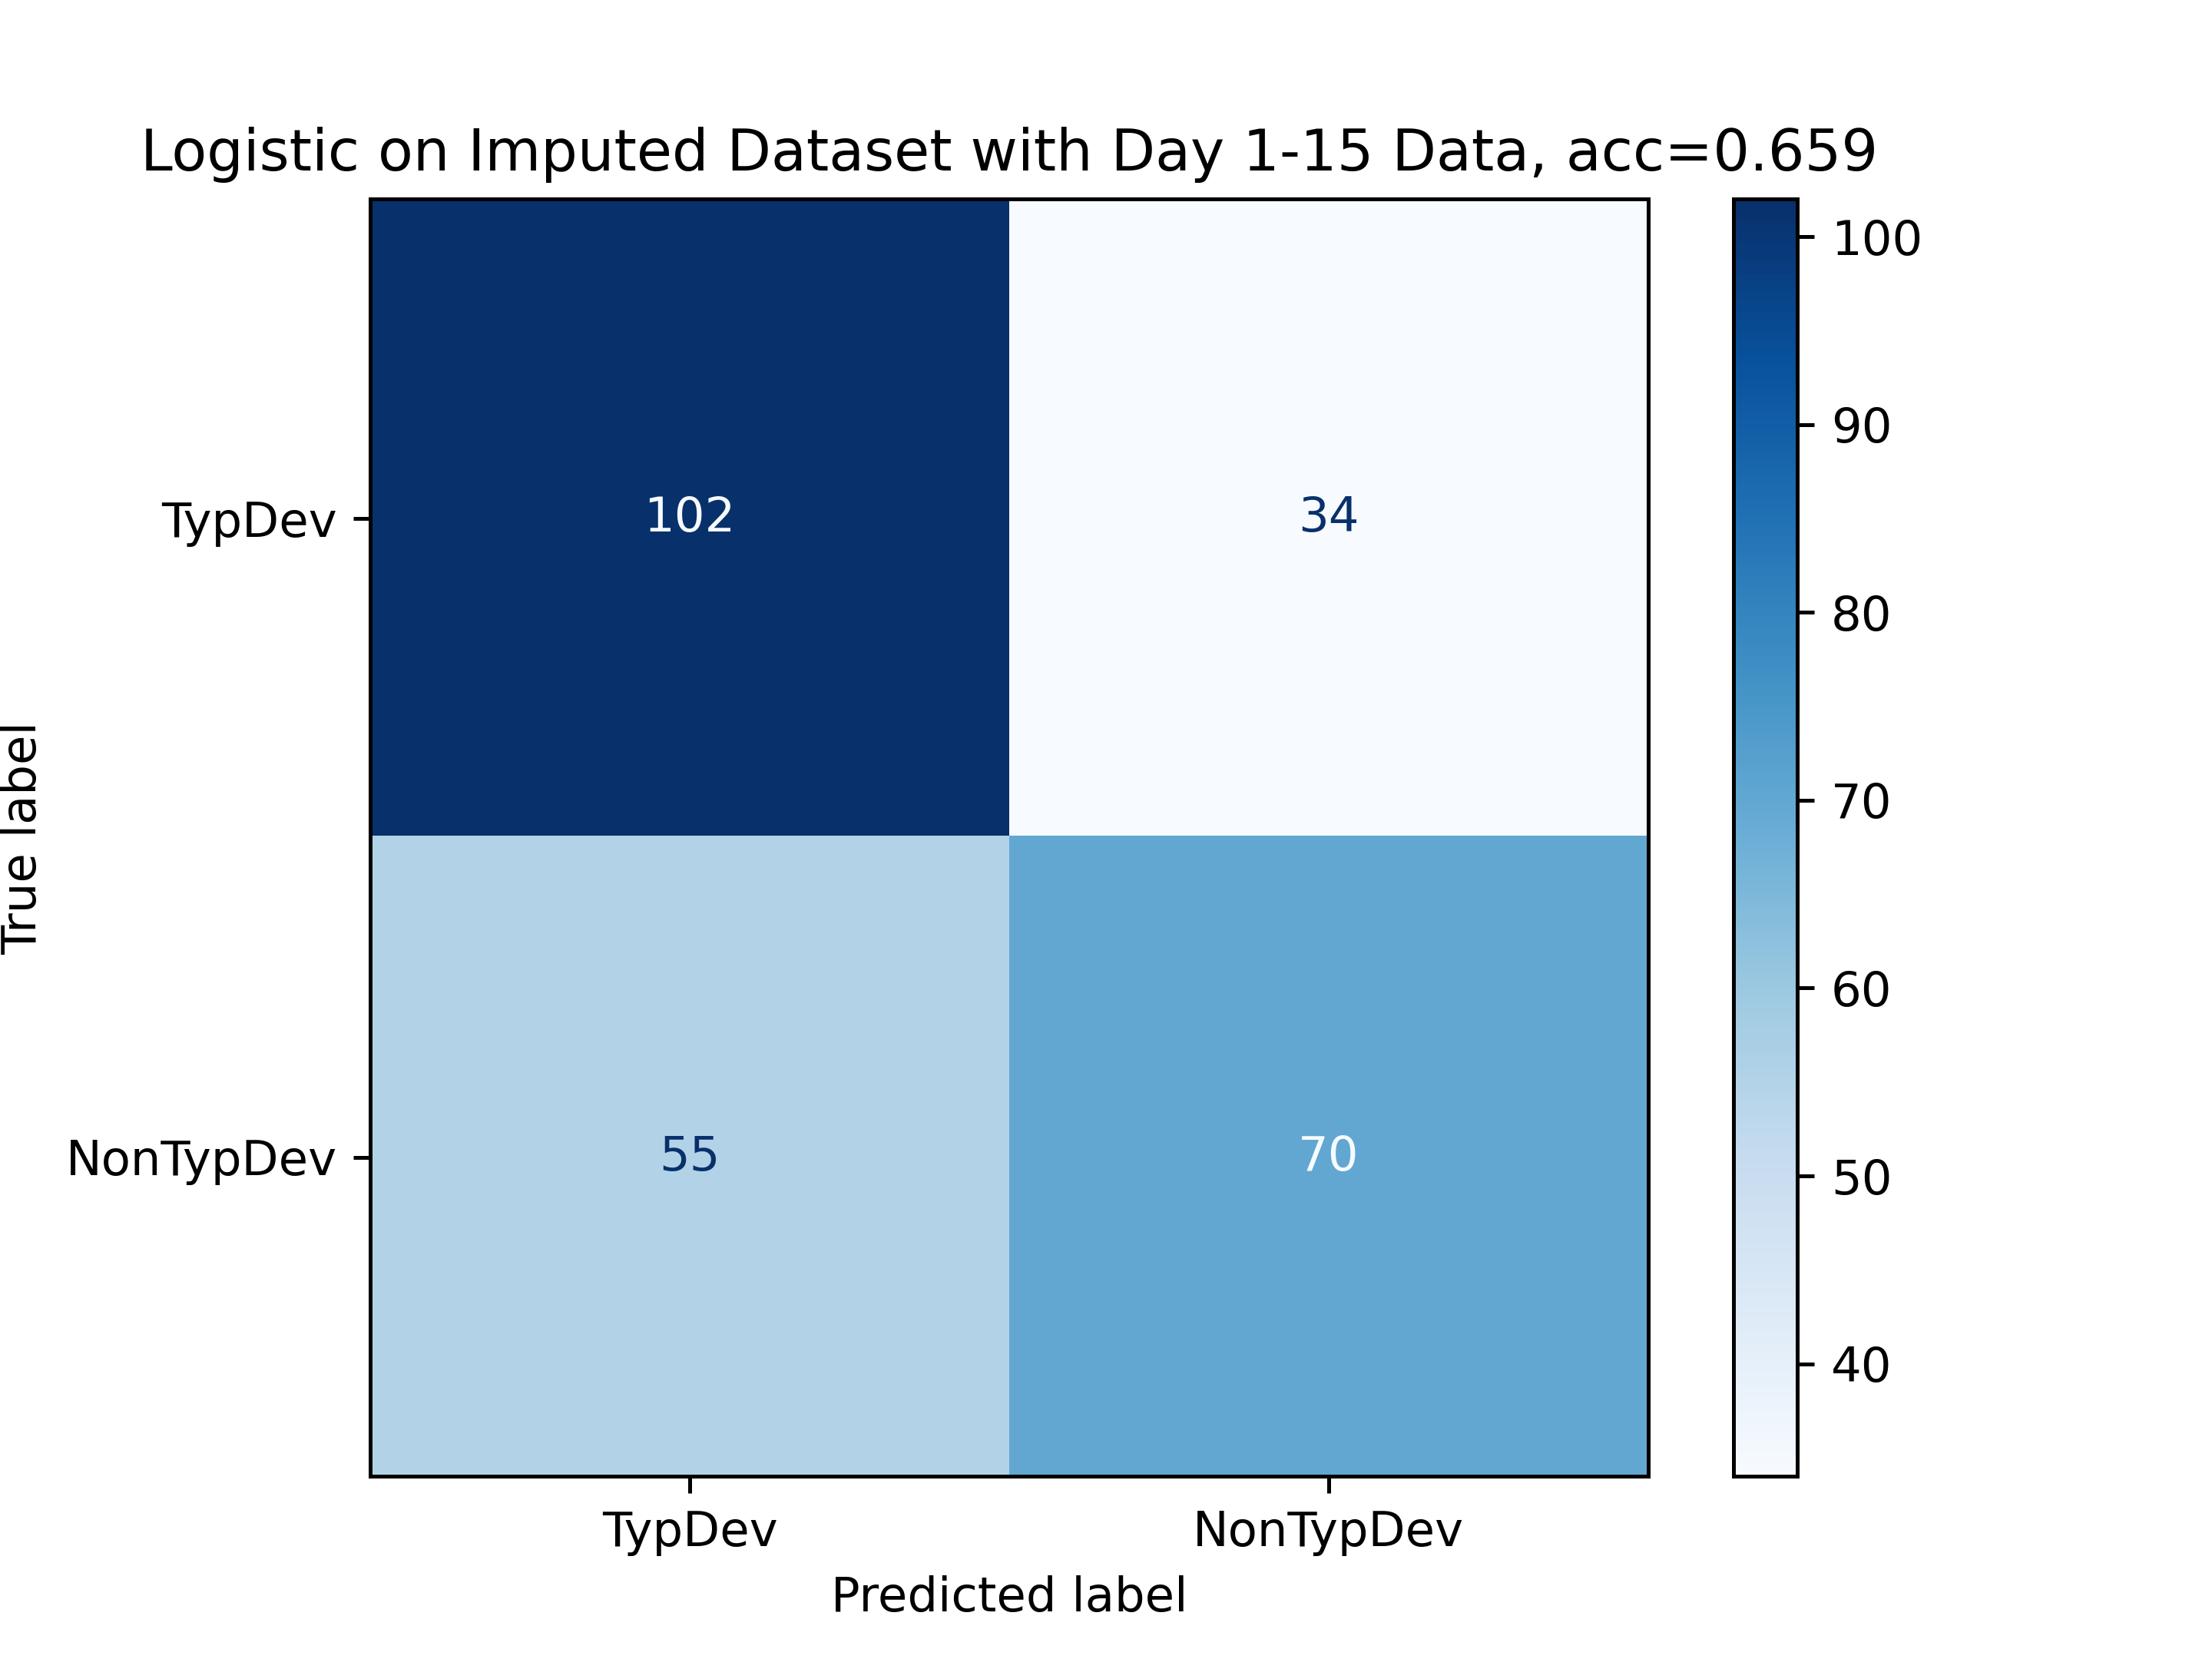 Logistic on Imputed Dataset with Day 1-15 Data, acc=0.659
100
90
80
70
60
50
40
True label
TypDev
102
34
NonTypDev
55
70
TypDev
NonTypDev
Predicted label